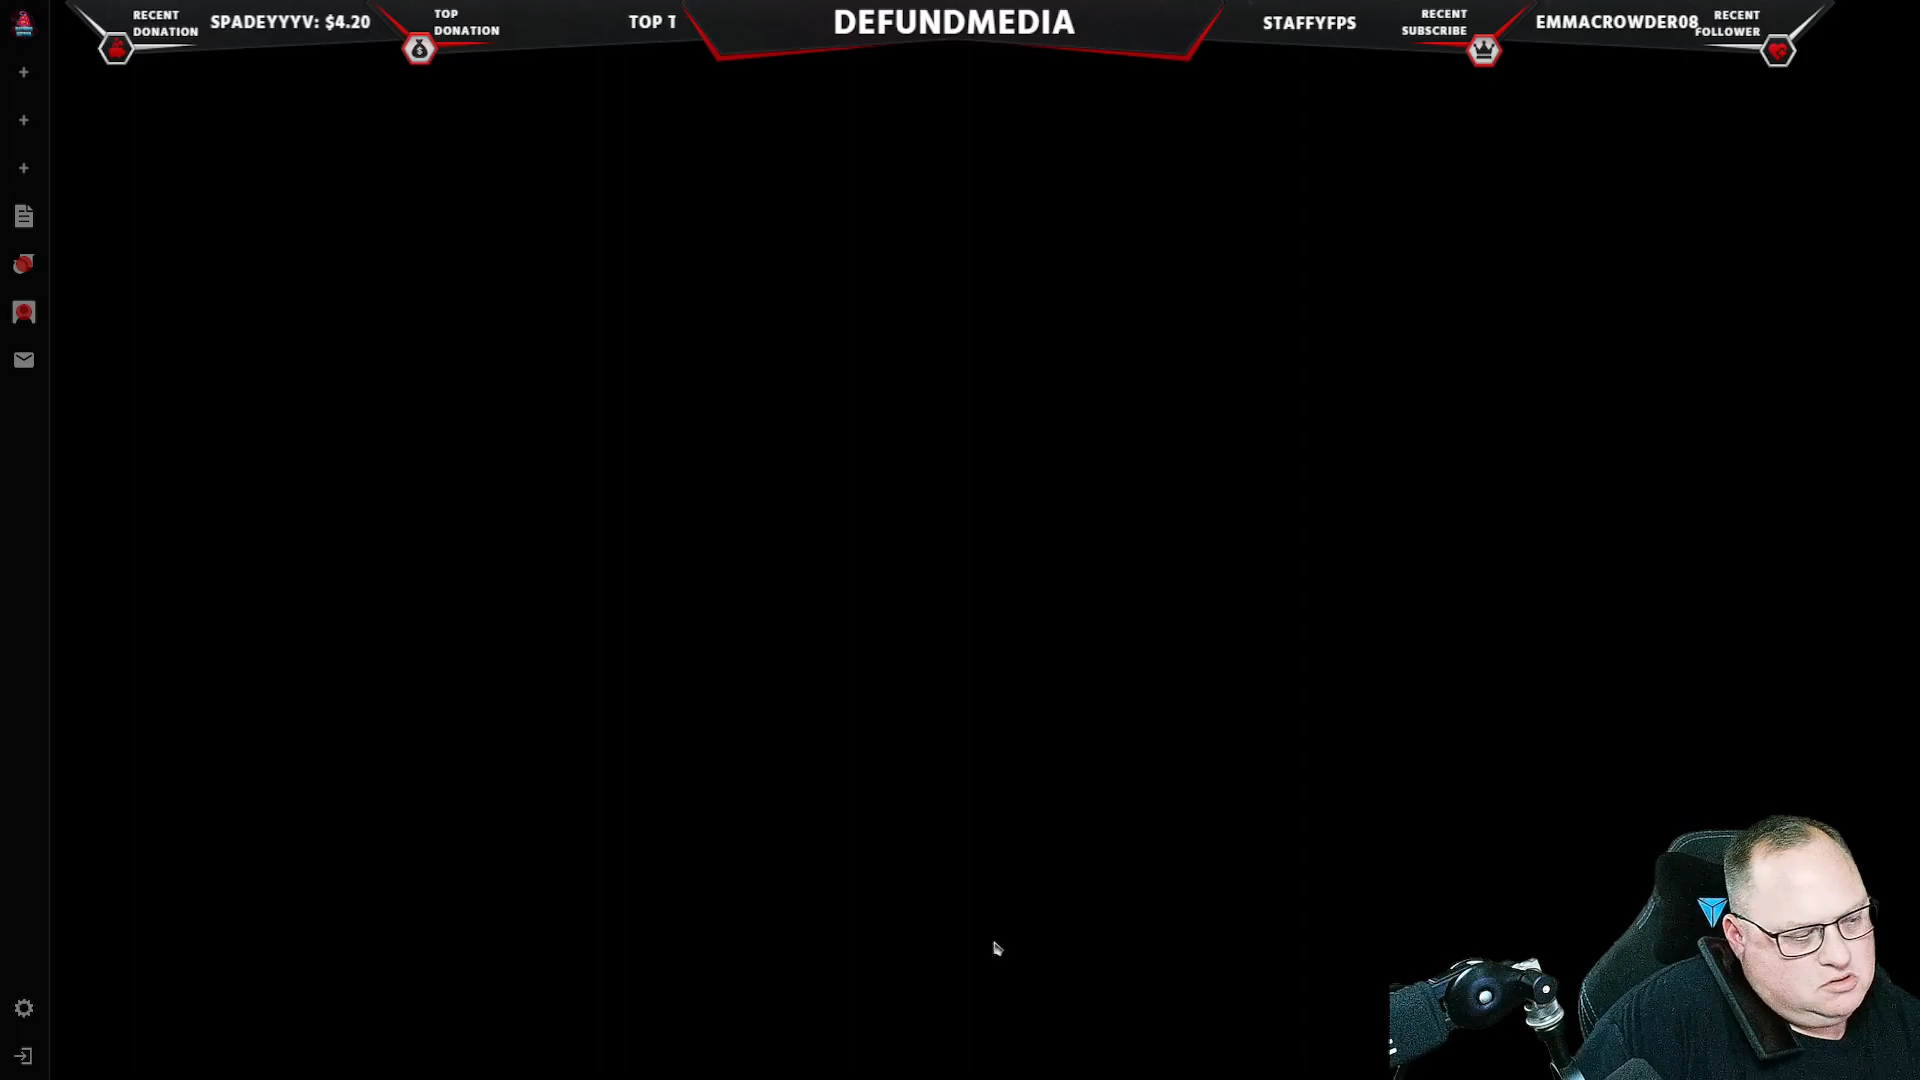 RECENT
DONATION
SPADEYYYV: $4.20
TOP
DONATION
TOP T
DEFUNDMEDIA
STAFFYFPS
RECENT
SUBSCRIBE
EMMACROWDER08
RECENT
FOLLOWER